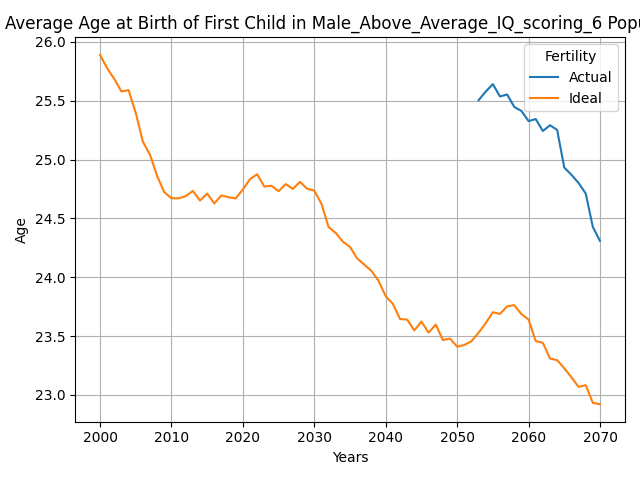 Average Age at Birth of First Child in Male_Above_Average_IQ_scoring_6 Popu
26.0
25.5
25.0
24.5
24.0
23.5
23.0
Age
Fertility
Actual
Ideal
2000 2010 2020 2030 2040 2050 2060 2070
Years